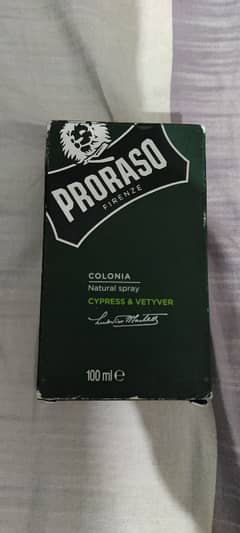 PRORASO
FIRENZE
COLONIA
Natural spray
CYPRESS & VETYVER
100 ml ℮